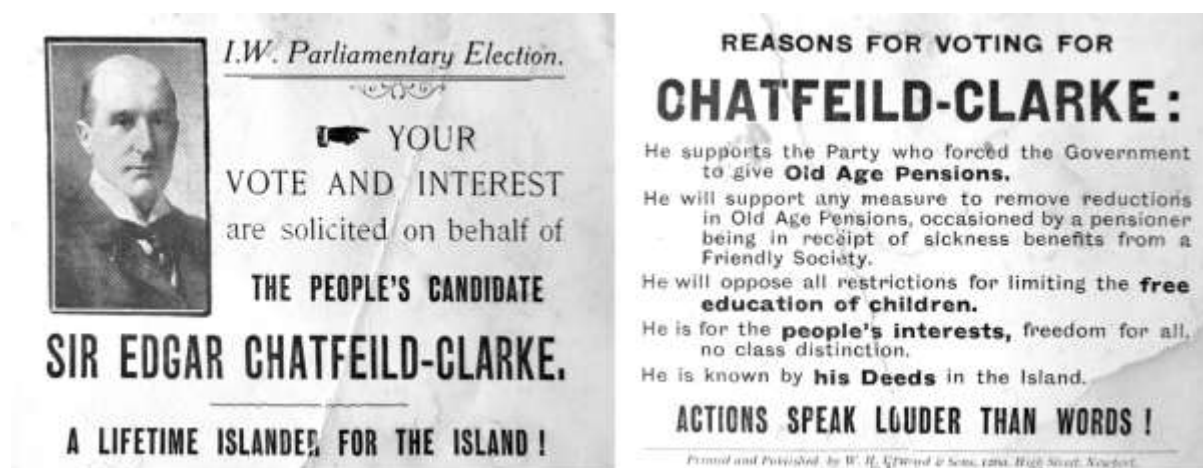 I.W. Parliamentary Election.
YOUR
VOTE AND INTEREST
are solicited on behalf of
THE PEOPLE'S CANDIDATE
SIR EDGAR CHATFEILD-CLARKE.
A LIFETIME ISLANDER FOR THE ISLAND!
REASONS FOR VOTING FOR
CHATFEILD-CLARKE:
He supports the Party who forced the Government
to give Old Age Pensions.
He will support any measure to remove reductions
in Old Age Pensions, occasioned by a pensioner
being in receipt of sickness benefits from a
Friendly Society.
He will oppose all restrictions for limiting the free
education of children.
He is for the people's interests, freedom for all,
no class distinction.
He is known by his Deeds in the Island.
ACTIONS SPEAK LOUDER THAN WORDS!
Printed and Published by W. H. & Sons, High Street, Newport.